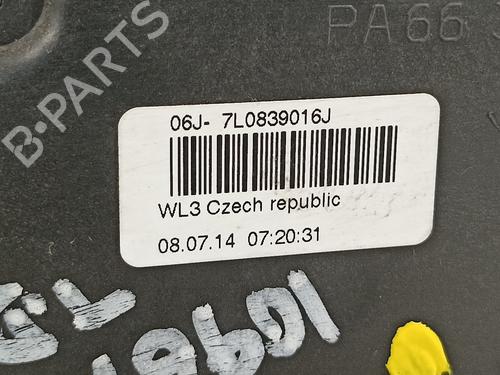 B-PARTS
PA66
06J- 7L0839016J
WL3 Czech republic
08.07.14 07:20:31